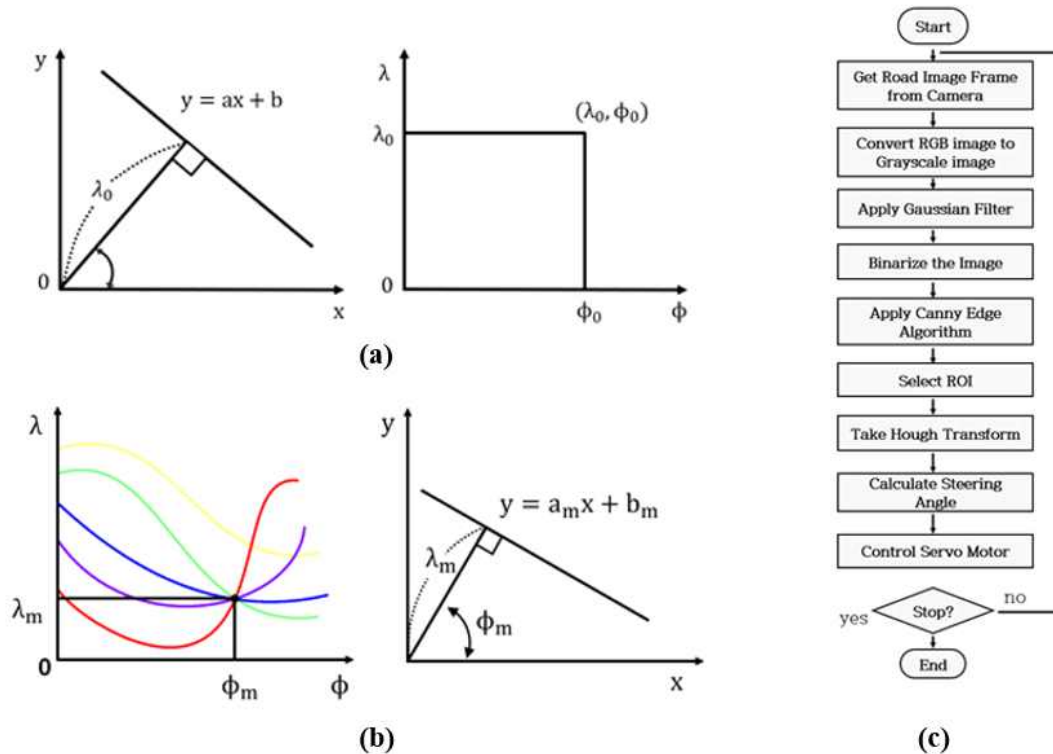 y
y = ax + b
λ₀
0
x
λ
λ₀
(λ₀, ϕ₀)
0
ϕ₀
ϕ
(a)
λ
λₘ
0
ϕₘ
ϕ
y
y = aₘx + bₘ
λₘ
ϕₘ
x
(b)
Start
Get Road Image Frame
from Camera
Convert RGB image to
Grayscale image
Apply Gaussian Filter
Binarize the Image
Apply Canny Edge
Algorithm
Select ROI
Take Hough Transform
Calculate Steering
Angle
Control Servo Motor
yes
Stop?
no
End
(c)